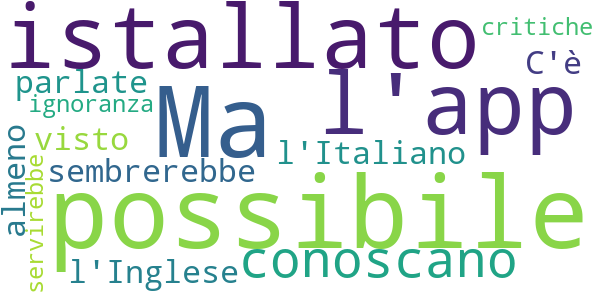 istallato
critiche
C'è
parlate
l'app
Ma
ignoranza
visto
almeno
l'Italiano
sembrerebbe
servirebbe
possibile
conoscano
l'Inglese